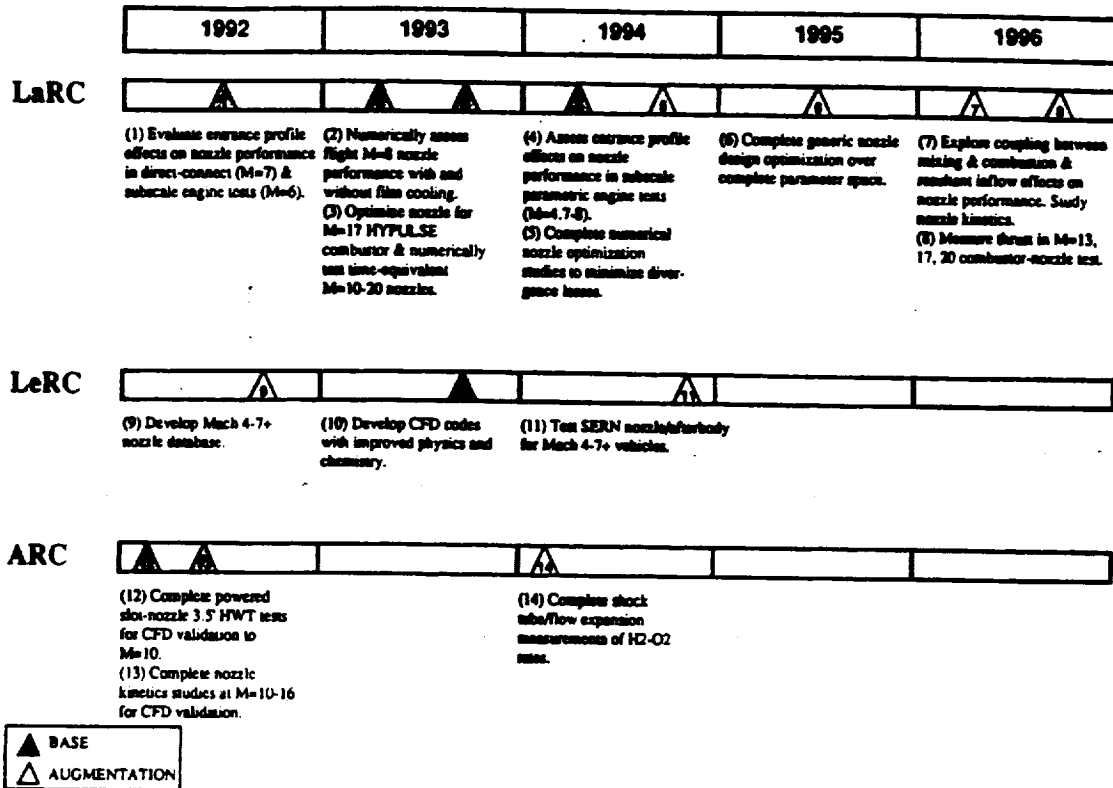 1992 1993 1994 1995 1996
LaRC
6 6 7 8
(1) Evaluate entrance profile
effects on nozzle performance
in direct-connect (M=7) &
subscale engine tests (M=6).
(2) Numerically assess
flight M=8 nozzle
performance with and
without film cooling.
(3) Optimize nozzle for
M=17 HYPULSE
combustor & numerically
test time-equivalent
M=10-20 nozzles.
(4) Assess entrance profile
effects on nozzle
performance in subscale
parametric engine tests
(M=4.7-8).
(5) Complete numerical
nozzle optimization
studies to minimize diver-
gence losses.
(6) Complete generic nozzle
design optimization over
complete parameter space.
(7) Explore coupling between
mixing & combustion &
resultant inflow effects on
nozzle performance. Study
nozzle kinetics.
(8) Measure thrust in M=13,
17, 20 combustor-nozzle test.
LeRC
9 11
(9) Develop Mach 4-7+
nozzle database.
(10) Develop CFD codes
with improved physics and
chemistry.
(11) Test SERN nozzle/afterbody
for Mach 4-7+ vehicles.
ARC
14
(12) Complete powered
slot-nozzle 3.5' HWT tests
for CFD validation to
M=10.
(13) Complete nozzle
kinetics studies at M=10-16
for CFD validation.
(14) Complete shock
tube/flow expansion
measurements of H2-O2
rates.
BASE
AUGMENTATION